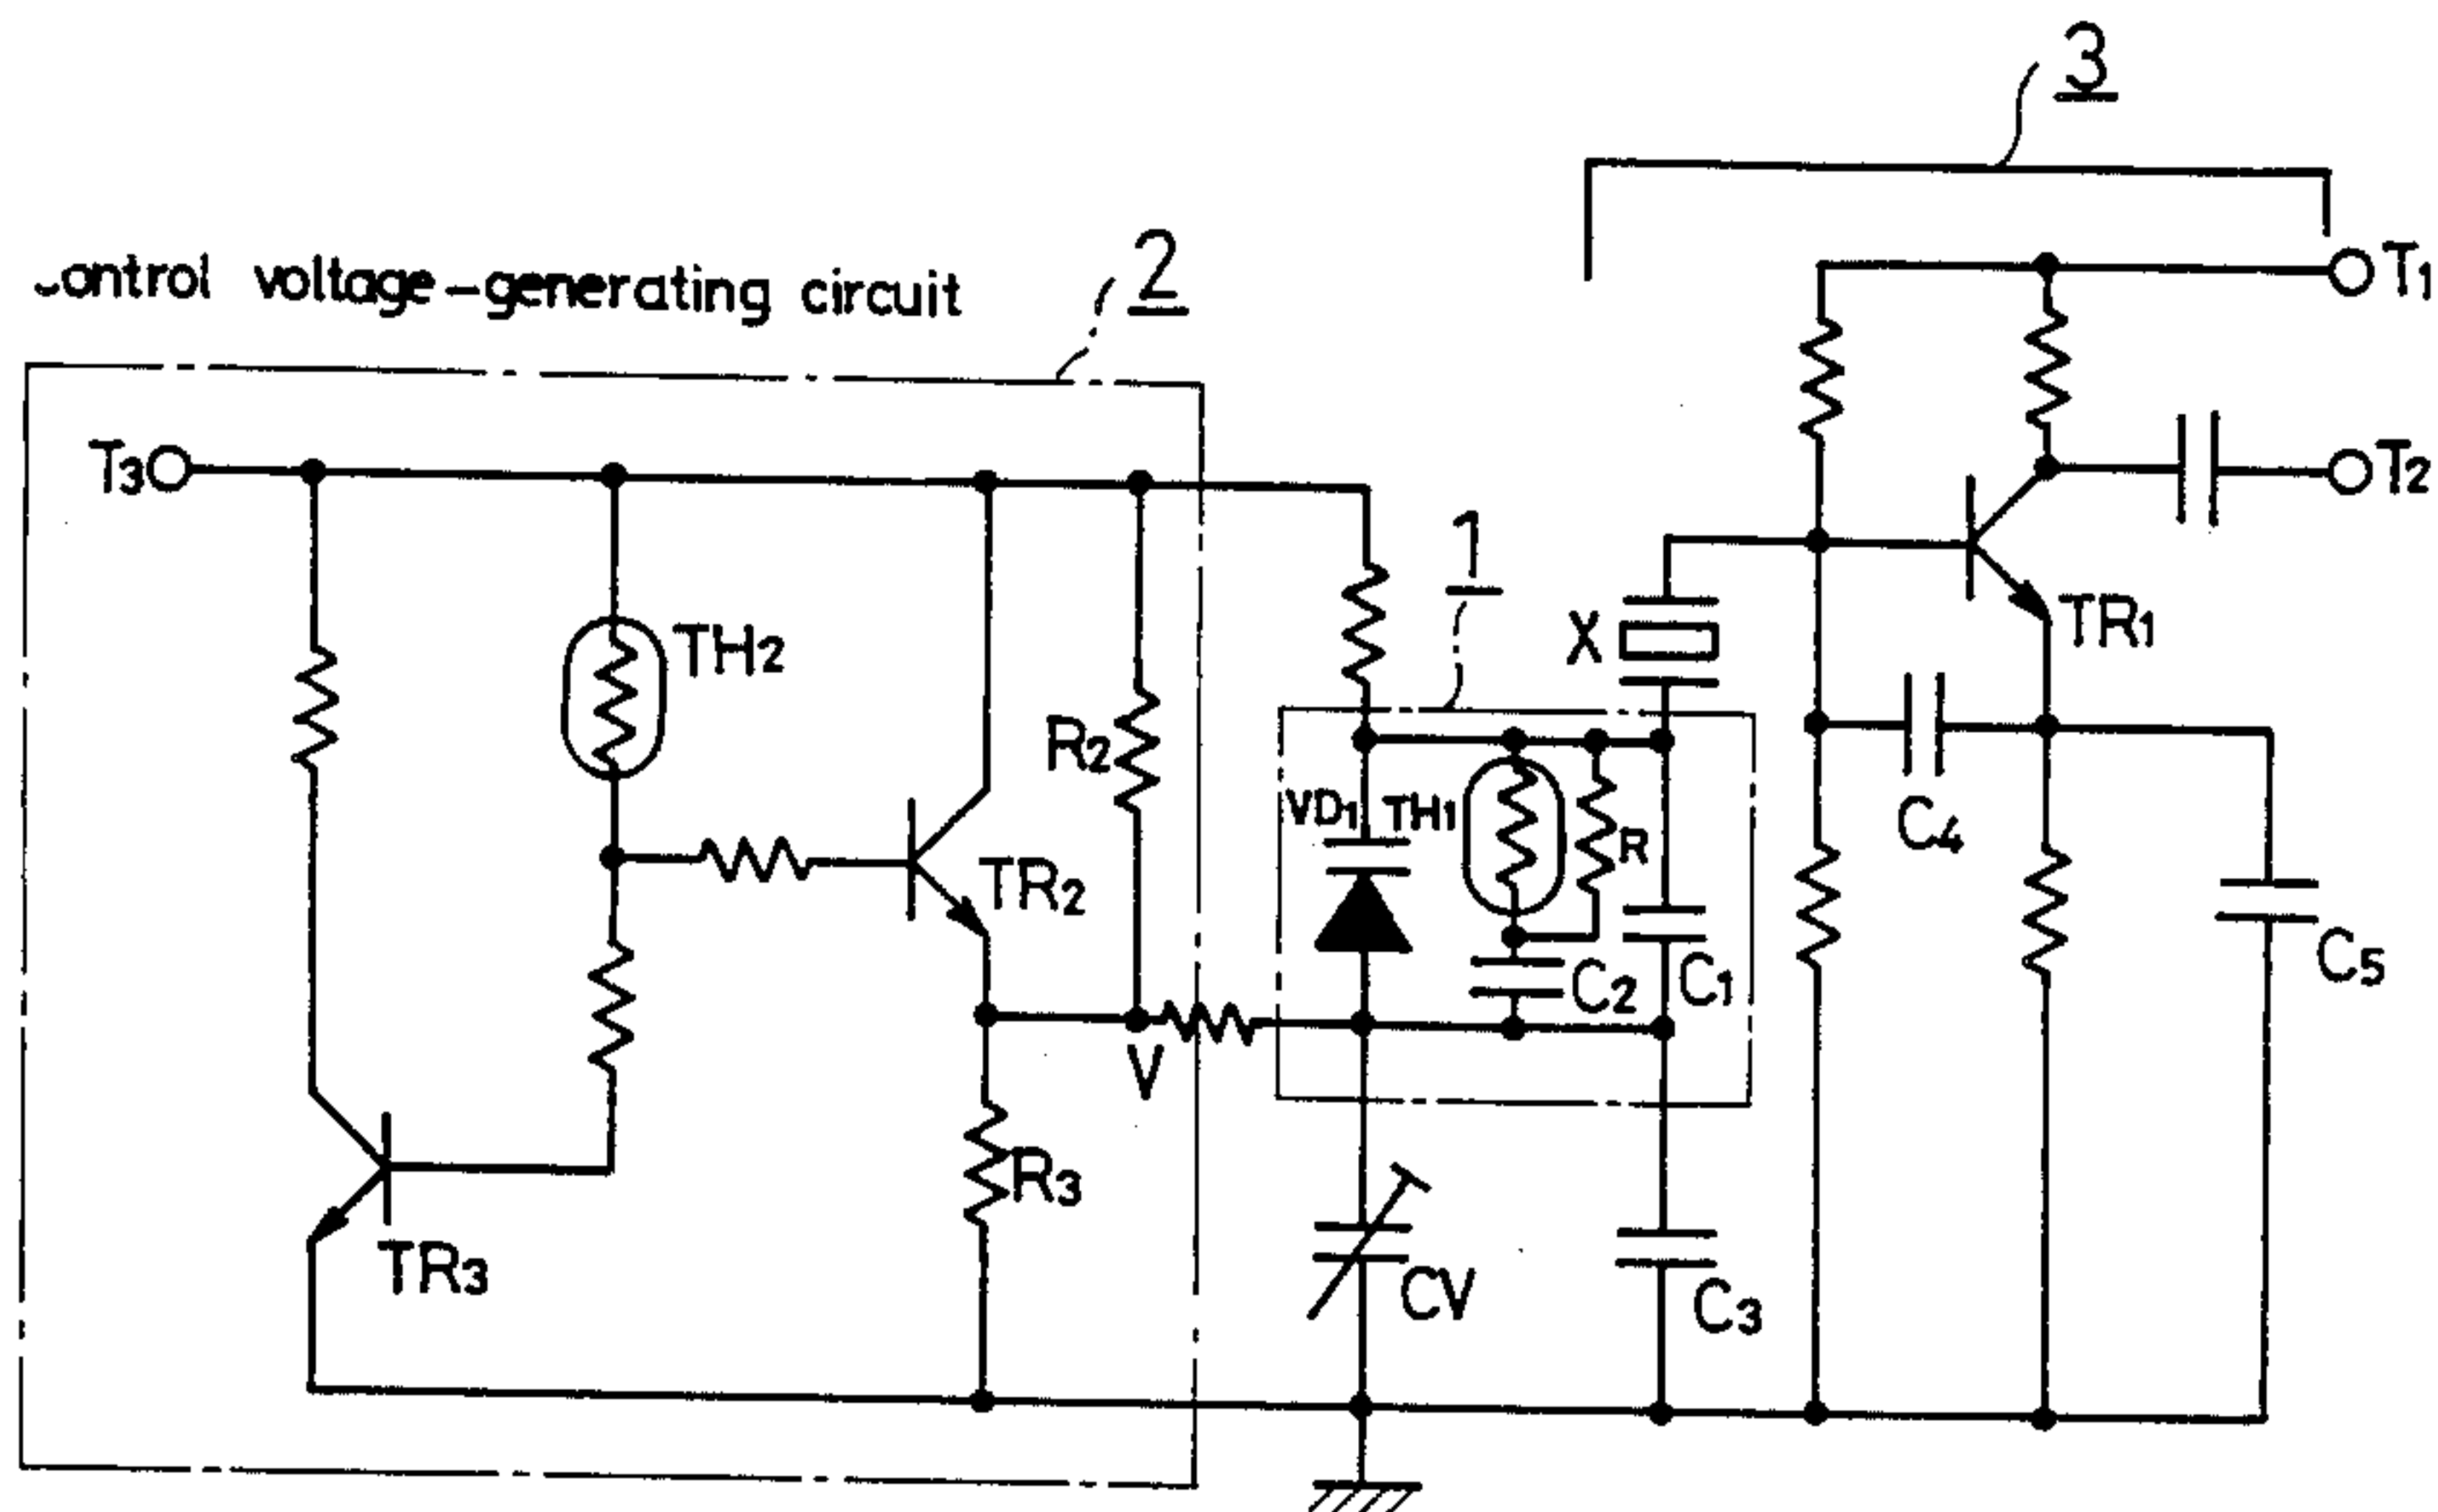 3
2
control voltage-generating circuit
T1
T3
T2
1
X
TR1
TH2
R2
VD1
TH1
R
C4
TR2
C2
C1
C5
V
R3
TR3
CV
C3